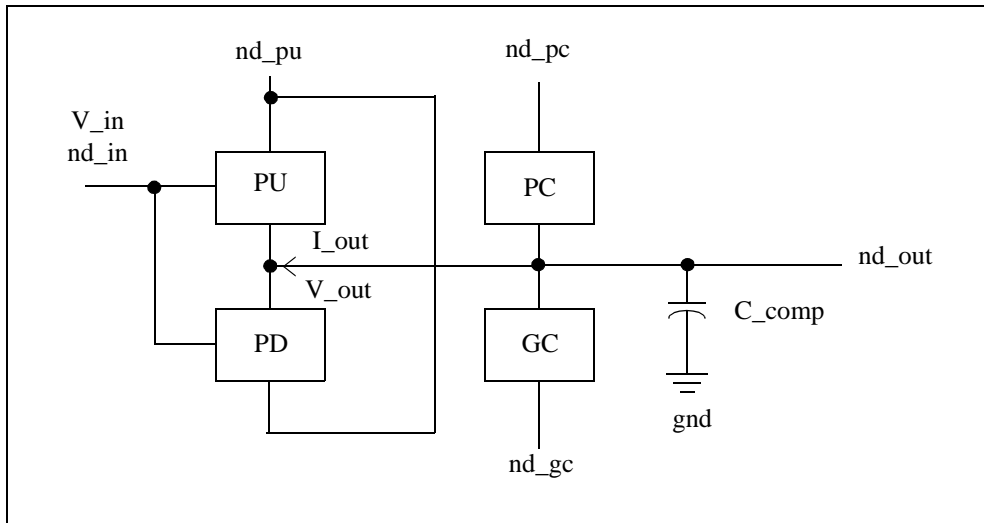 nd_pu
nd_pc
V_in
nd_in
PU
PC
I_out
nd_out
V_out
C_comp
PD
GC
gnd
nd_gc